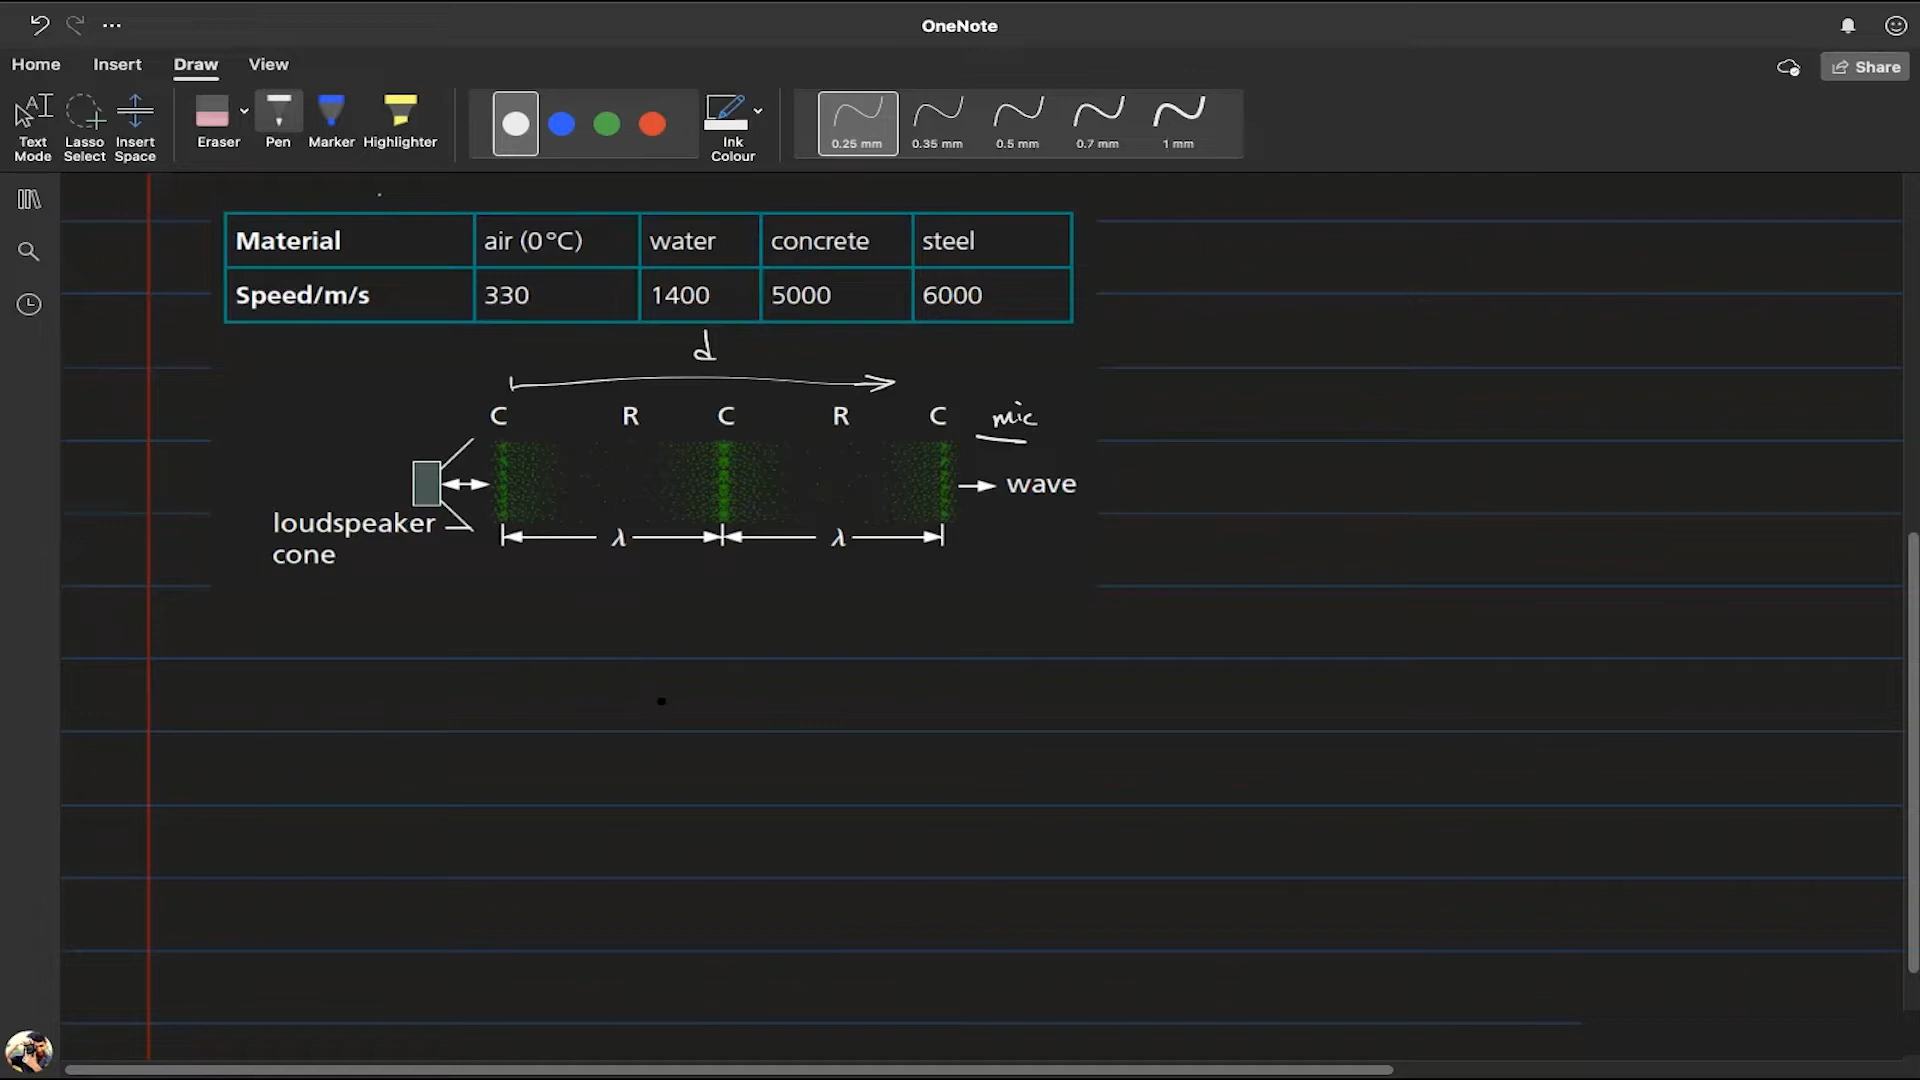 OneNote
Home Insert Draw View
Share
Text Mode
Lasso Select
Insert Space
Eraser
Pen
Marker
Highlighter
Ink Colour
0.25 mm
0.35 mm
0.5 mm
0.7 mm
1 mm
Material air (0 °C) water concrete steel
Speed/m/s 330 1400 5000 6000
d
C R C R C mic
wave
loudspeaker
cone
λ λ